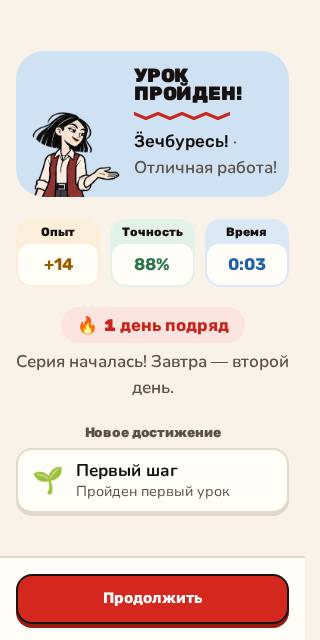 УРОК
ПРОЙДЕН!
Ӟечбуресь! ·
Отличная работа!
Опыт
Точность
Время
+14
88%
0:03
🔥 1 день подряд
Серия началась! Завтра — второй
день.
Новое достижение
Первый шаг
Пройден первый урок
Продолжить